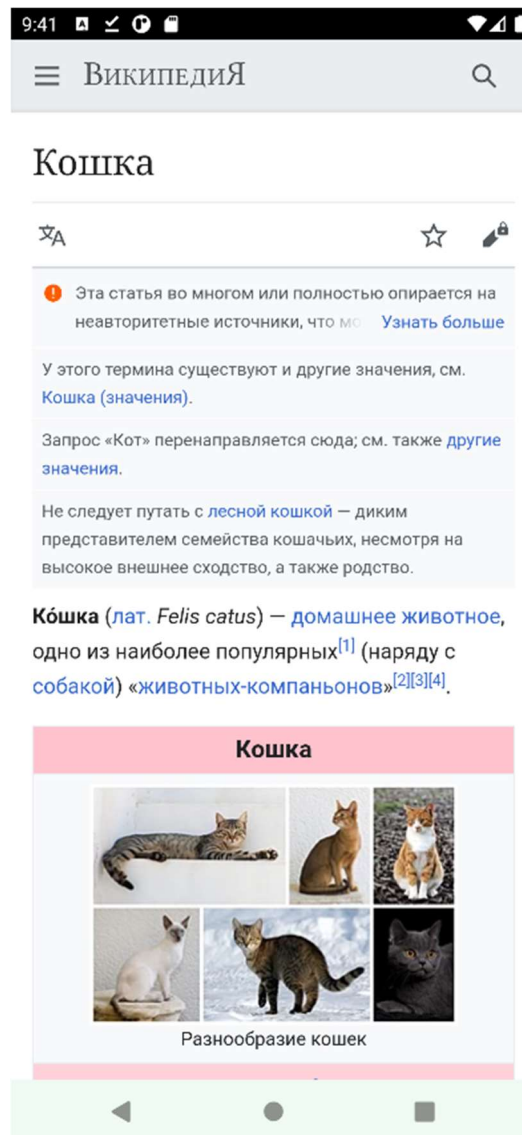 9:41
ВИКИПЕДИЯ
Кошка
Эта статья во многом или полностью опирается на
неавторитетные источники, что Узнать больше
У этого термина существуют и другие значения, см.
Кошка (значения).
Запрос «Кот» перенаправляется сюда; см. также другие
значения.
Не следует путать с лесной кошкой — диким
представителем семейства кошачьих, несмотря на
высокое внешнее сходство, а также родство.
Ко́шка (лат. Felis catus) — домашнее животное,
одно из наиболее популярных[1] (наряду с
собакой) «животных-компаньонов»[2][3][4].
Кошка
Разнообразие кошек